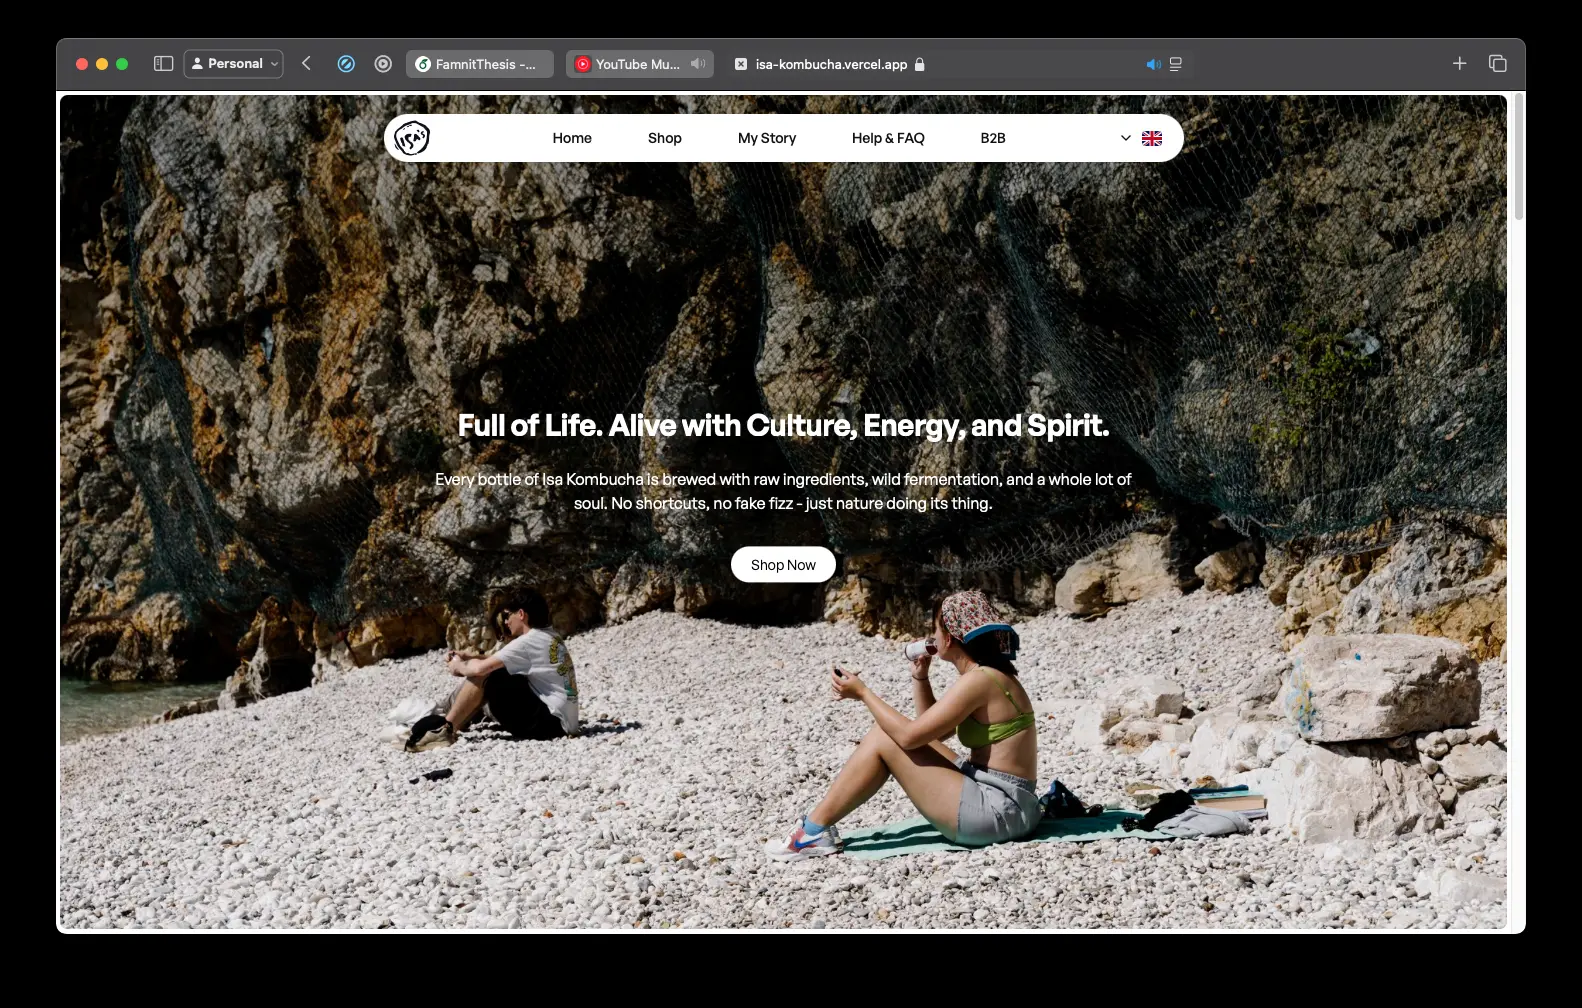 Personal
FamnitThesis -...
YouTube Mu...
isa-kombucha.vercel.app
ISA'S
Home
Shop
My Story
Help & FAQ
B2B
Full of Life. Alive with Culture, Energy, and Spirit.
Every bottle of Isa Kombucha is brewed with raw ingredients, wild fermentation, and a whole lot of
soul. No shortcuts, no fake fizz - just nature doing its thing.
Shop Now